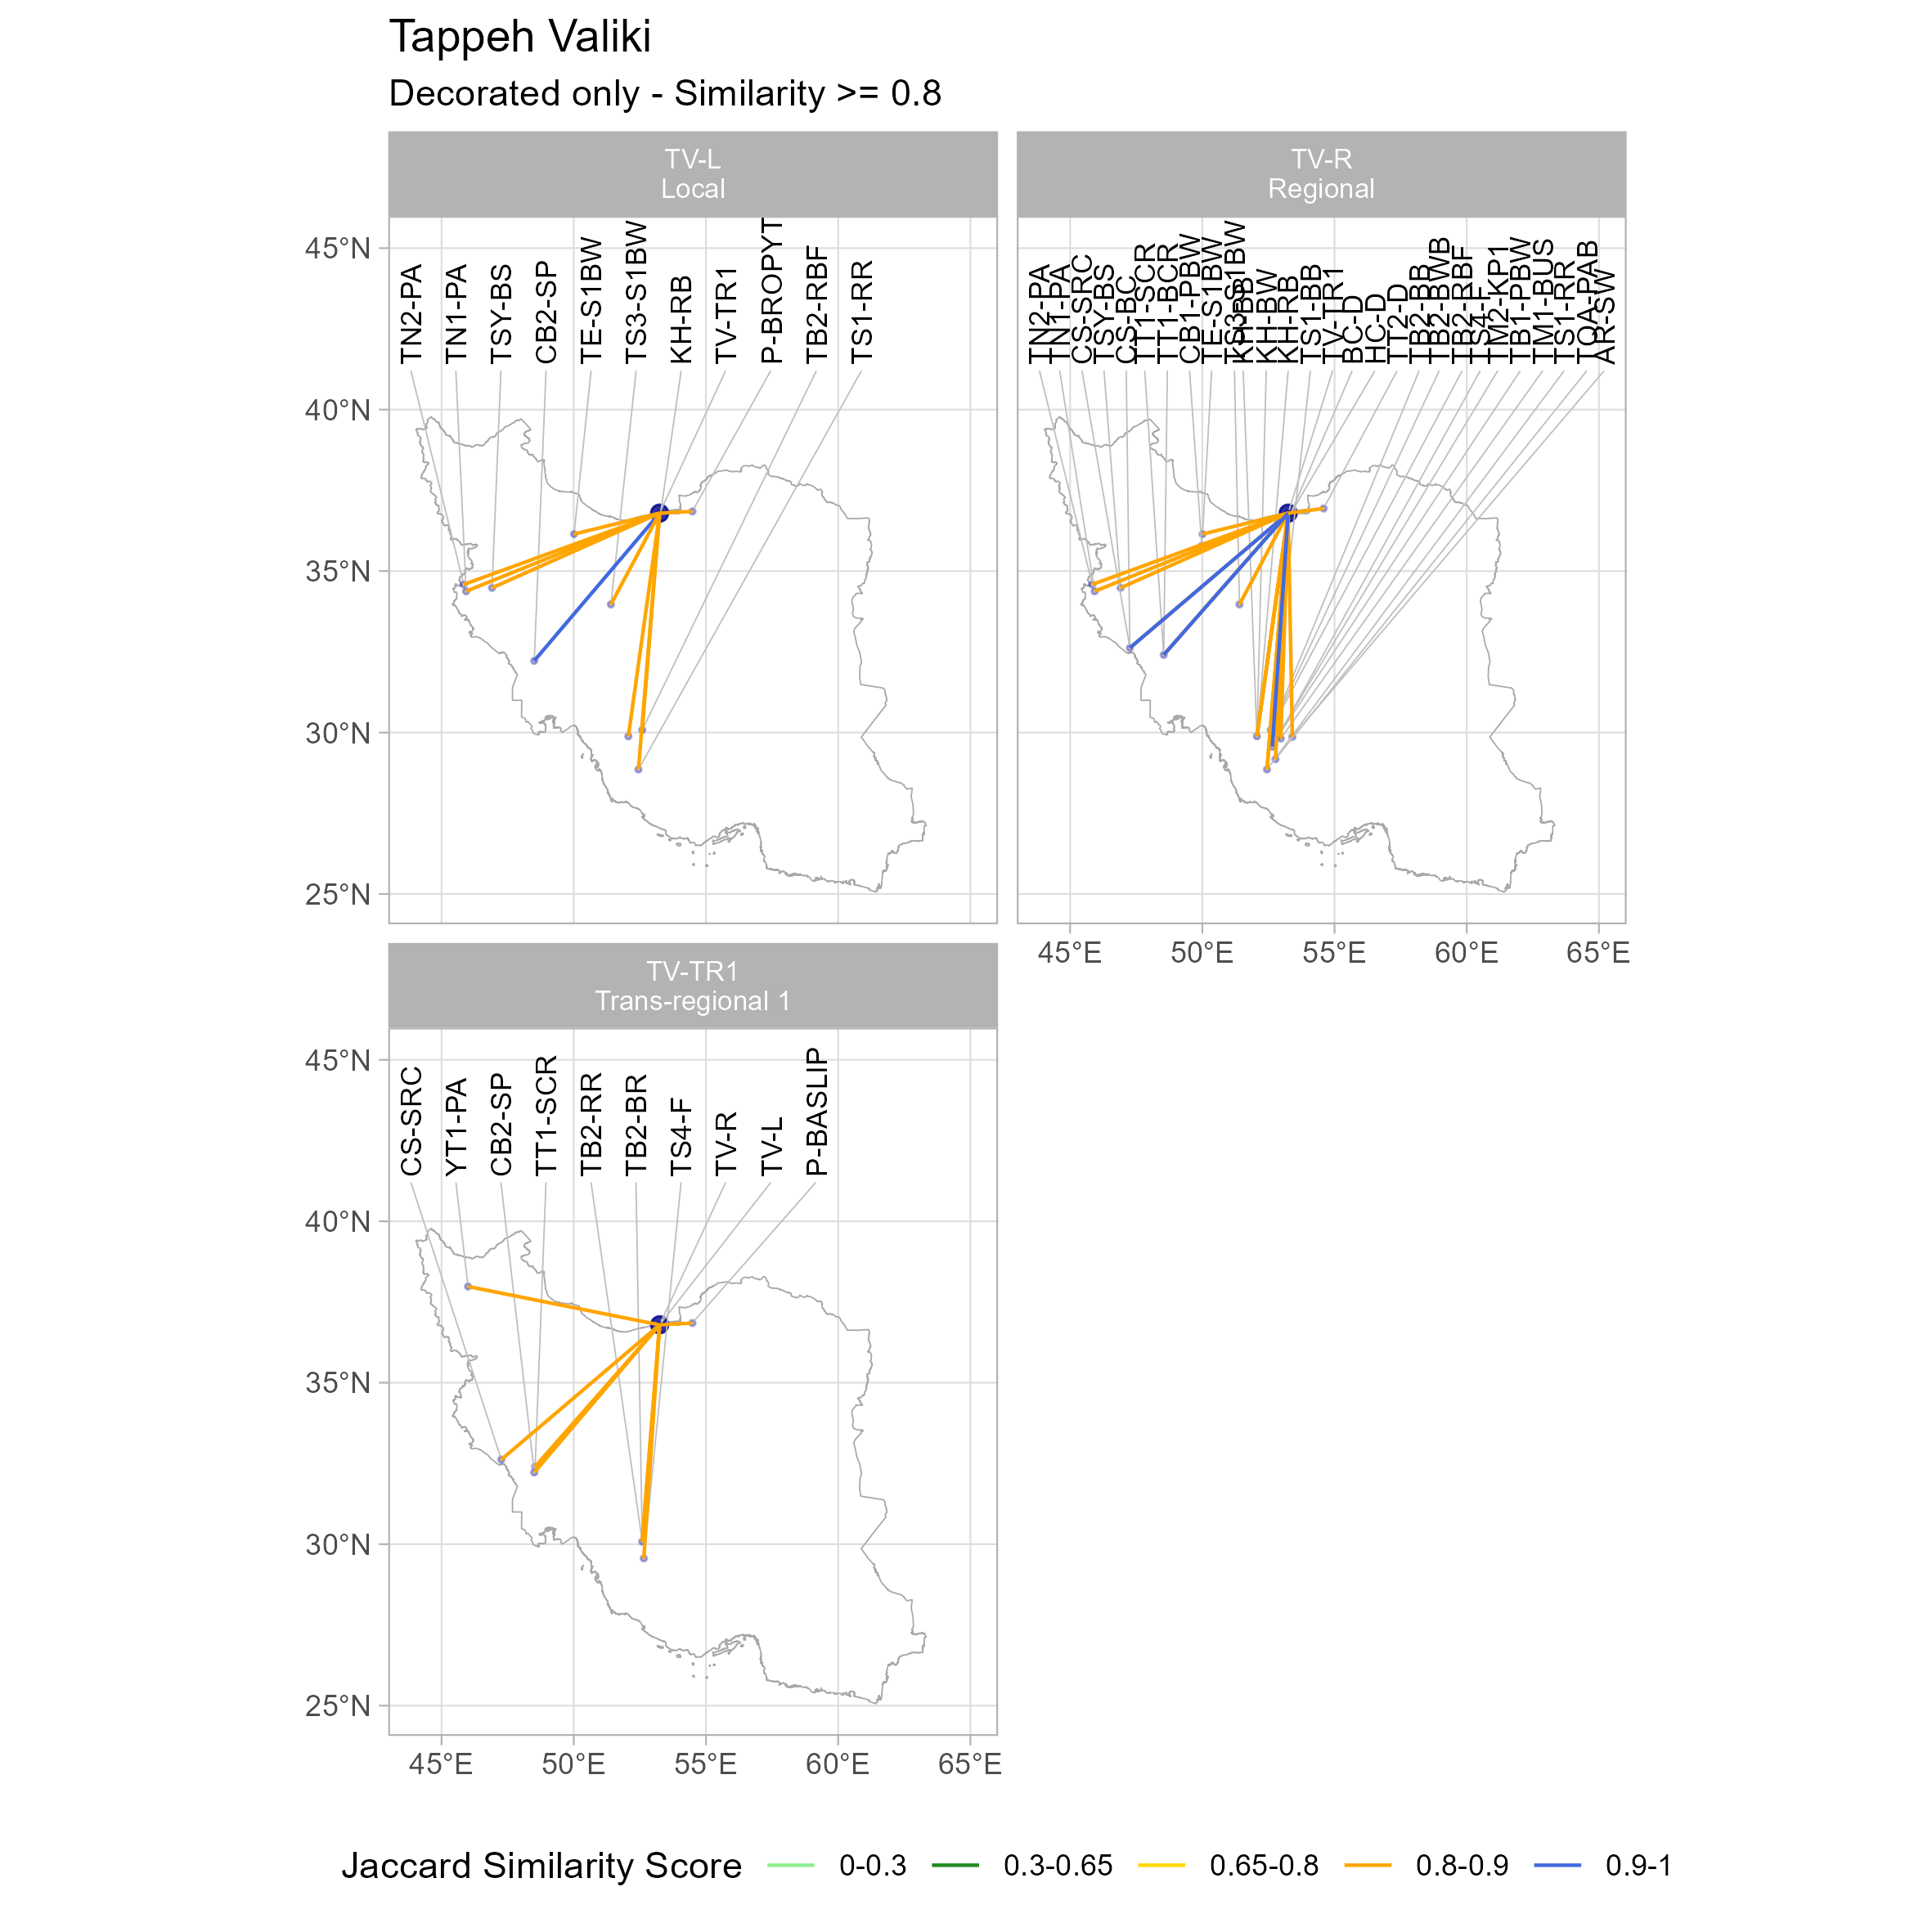 Tappeh Valiki
Decorated only - Similarity >= 0.8
TV-L
Local
TN2-PA
TN1-PA
TSY-BS
CB2-SP
TE-S1BW
TS3-S1BW
KH-RB
TV-TR1
P-BROPYT
TB2-RBF
TS1-RR
45°N
40°N
35°N
30°N
25°N
TV-R
Regional
TN2-PA
TN1-PA
CS-SRC
TSY-BS
CS-BC
TT1-SCR
TT1-BCR
CB1-PBW
TE-S1BW
TS3-S1BW
KH-BW
KH-RB
TS1-BB
TV-TR1
BC-D
HC-D
TT2-D
TB2-BB
TB2-BWB
TB2-RBF
TS4-F
TM2-KP1
TB1-PBW
TM1-BUS
TS1-RR
AR-SW
45°E
50°E
55°E
60°E
65°E
TV-TR1
Trans-regional 1
CS-SRC
YT1-PA
CB2-SP
TT1-SCR
TB2-RR
TB2-BR
TS4-F
TV-R
TV-L
P-BASLIP
45°N
40°N
35°N
30°N
25°N
45°E
50°E
55°E
60°E
65°E
Jaccard Similarity Score 0-0.3 0.3-0.65 0.65-0.8 0.8-0.9 0.9-1